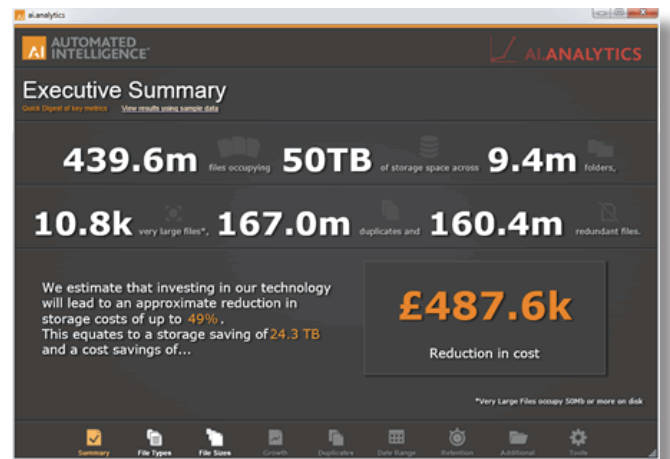 ai.analytics
AI AUTOMATED INTELLIGENCE
AI.ANALYTICS
Executive Summary
Quick Digest of key metrics View results using sample data
439.6m files occupying 50TB of storage space across 9.4m folders,
10.8k very large files*, 167.0m duplicates and 160.4m redundant files.
We estimate that investing in our technology
will lead to an approximate reduction in
storage costs of up to 49%.
This equates to a storage saving of 24.3 TB
and a cost savings of...
£487.6k
Reduction in cost
*Very Large Files occupy 50Mb or more on disk
Summary File Types File Sizes Growth Duplicates Date Range Retention Additional Tools